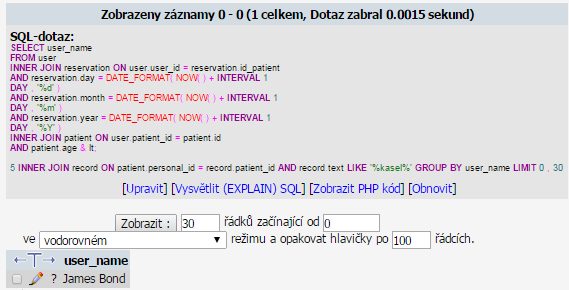 Zobrazeny záznamy 0 - 0 (1 celkem, Dotaz zabral 0.0015 sekund)
SQL-dotaz:
SELECT user_name
FROM user
INNER JOIN reservation ON user.user_id = reservation.id_patient
AND reservation.day = DATE_FORMAT( NOW( ) + INTERVAL 1
DAY , '%d' )
AND reservation.month = DATE_FORMAT( NOW( ) + INTERVAL 1
DAY , '%m' )
AND reservation.year = DATE_FORMAT( NOW( ) + INTERVAL 1
DAY , '%Y' )
INNER JOIN patient ON user.patient_id = patient.id
AND patient.age & lt;
5 INNER JOIN record ON patient.personal_id = record.patient_id AND record.text LIKE '%kasel%' GROUP BY user_name LIMIT 0 , 30
[Upravit] [Vysvětlit (EXPLAIN) SQL] [Zobrazit PHP kód] [Obnovit]
Zobrazit : 30 řádků začínající od 0
ve vodorovném režimu a opakovat hlavičky po 100 řádcích.
←T→ user_name
? James Bond